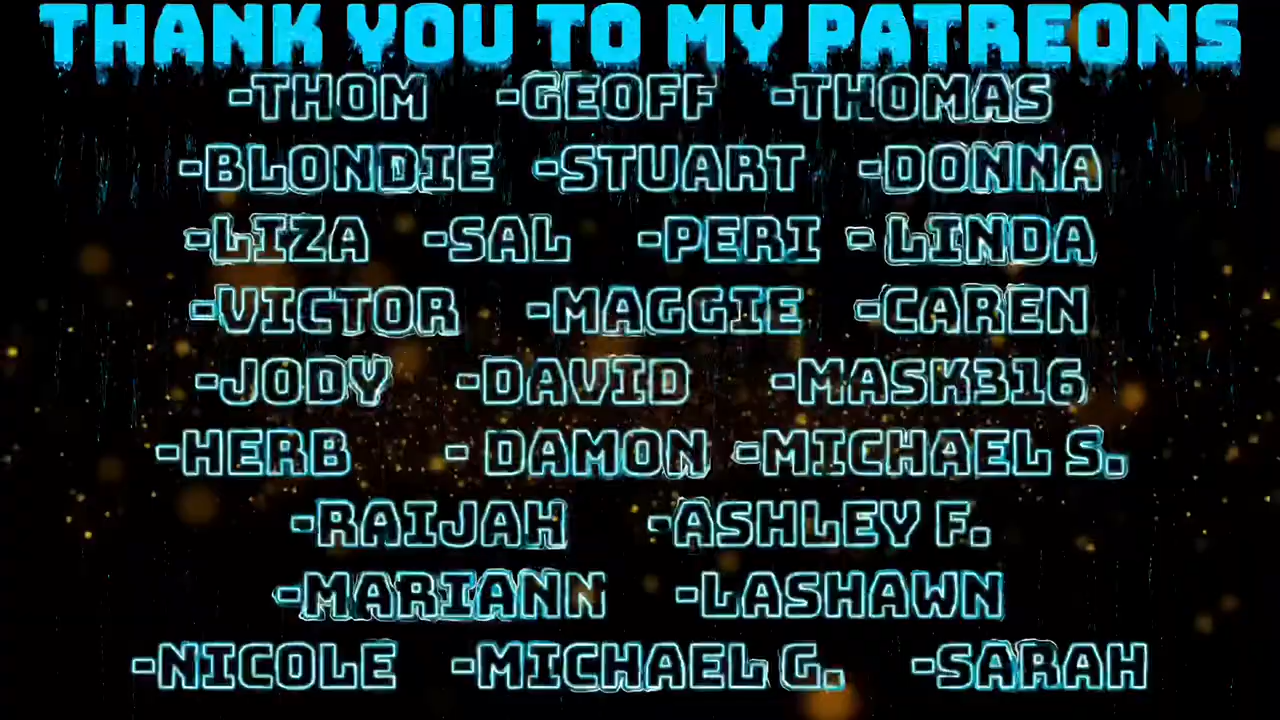 THANK YOU TO MY PATREONS
-THOM -GEOFF -THOMAS
-BLONDIE -STUART -DONNA
-LIZA -SAL -PERI - LINDA
-VICTOR -MAGGIE -CAREN
-JODY -DAVID -MASK316
-HERB - DAMON -MICHAEL S.
-RAIJAH -ASHLEY F.
-MARIANN -LASHAWN
-NICOLE -MICHAEL G. -SARAH